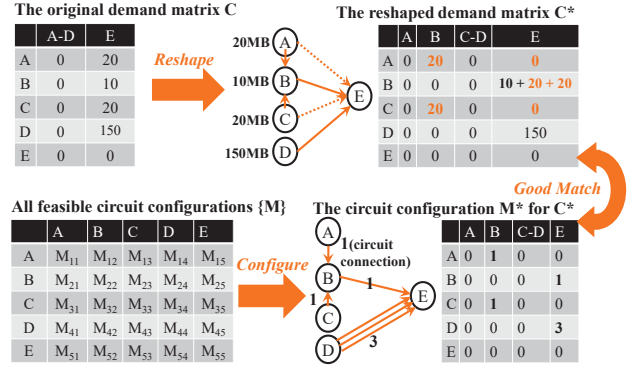 The original demand matrix C
A-D E
A 0 20
B 0 10
C 0 20
D 0 150
E 0 0
Reshape
20MB A
10MB B
E
20MB C
150MB D
The reshaped demand matrix C*
A B C-D E
A 0 20 0 0
B 0 0 0 10 + 20 + 20
C 0 20 0 0
D 0 0 0 150
E 0 0 0 0
Good Match
All feasible circuit configurations {M}
A B C D E
A M11 M12 M13 M14 M15
B M21 M22 M23 M24 M25
C M31 M32 M33 M34 M35
D M41 M42 M43 M44 M45
E M51 M52 M53 M54 M55
Configure
The circuit configuration M* for C*
A
1(circuit
connection)
B
1
E
1
C
D
3
A B C-D E
A 0 1 0 0
B 0 0 0 1
C 0 1 0 0
D 0 0 0 3
E 0 0 0 0